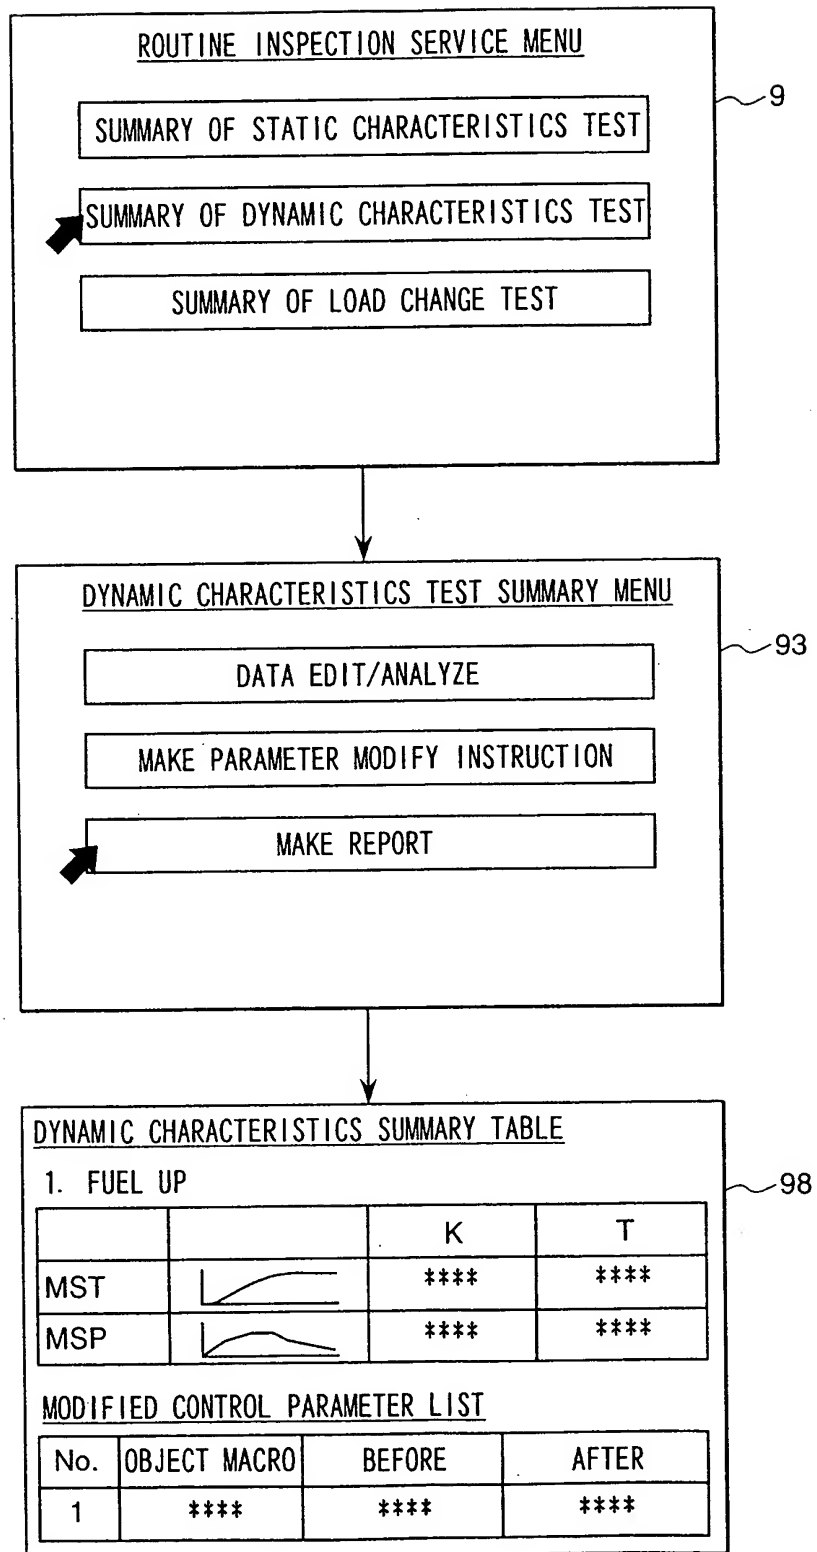 ROUTINE INSPECTION SERVICE MENU
9
SUMMARY OF STATIC CHARACTERISTICS TEST
SUMMARY OF DYNAMIC CHARACTERISTICS TEST
SUMMARY OF LOAD CHANGE TEST
DYNAMIC CHARACTERISTICS TEST SUMMARY MENU
93
DATA EDIT/ANALYZE
MAKE PARAMETER MODIFY INSTRUCTION
MAKE REPORT
DYNAMIC CHARACTERISTICS SUMMARY TABLE
98
1. FUEL UP
K T
MST **** ****
MSP **** ****
MODIFIED CONTROL PARAMETER LIST
No. OBJECT MACRO BEFORE AFTER
1 **** **** ****